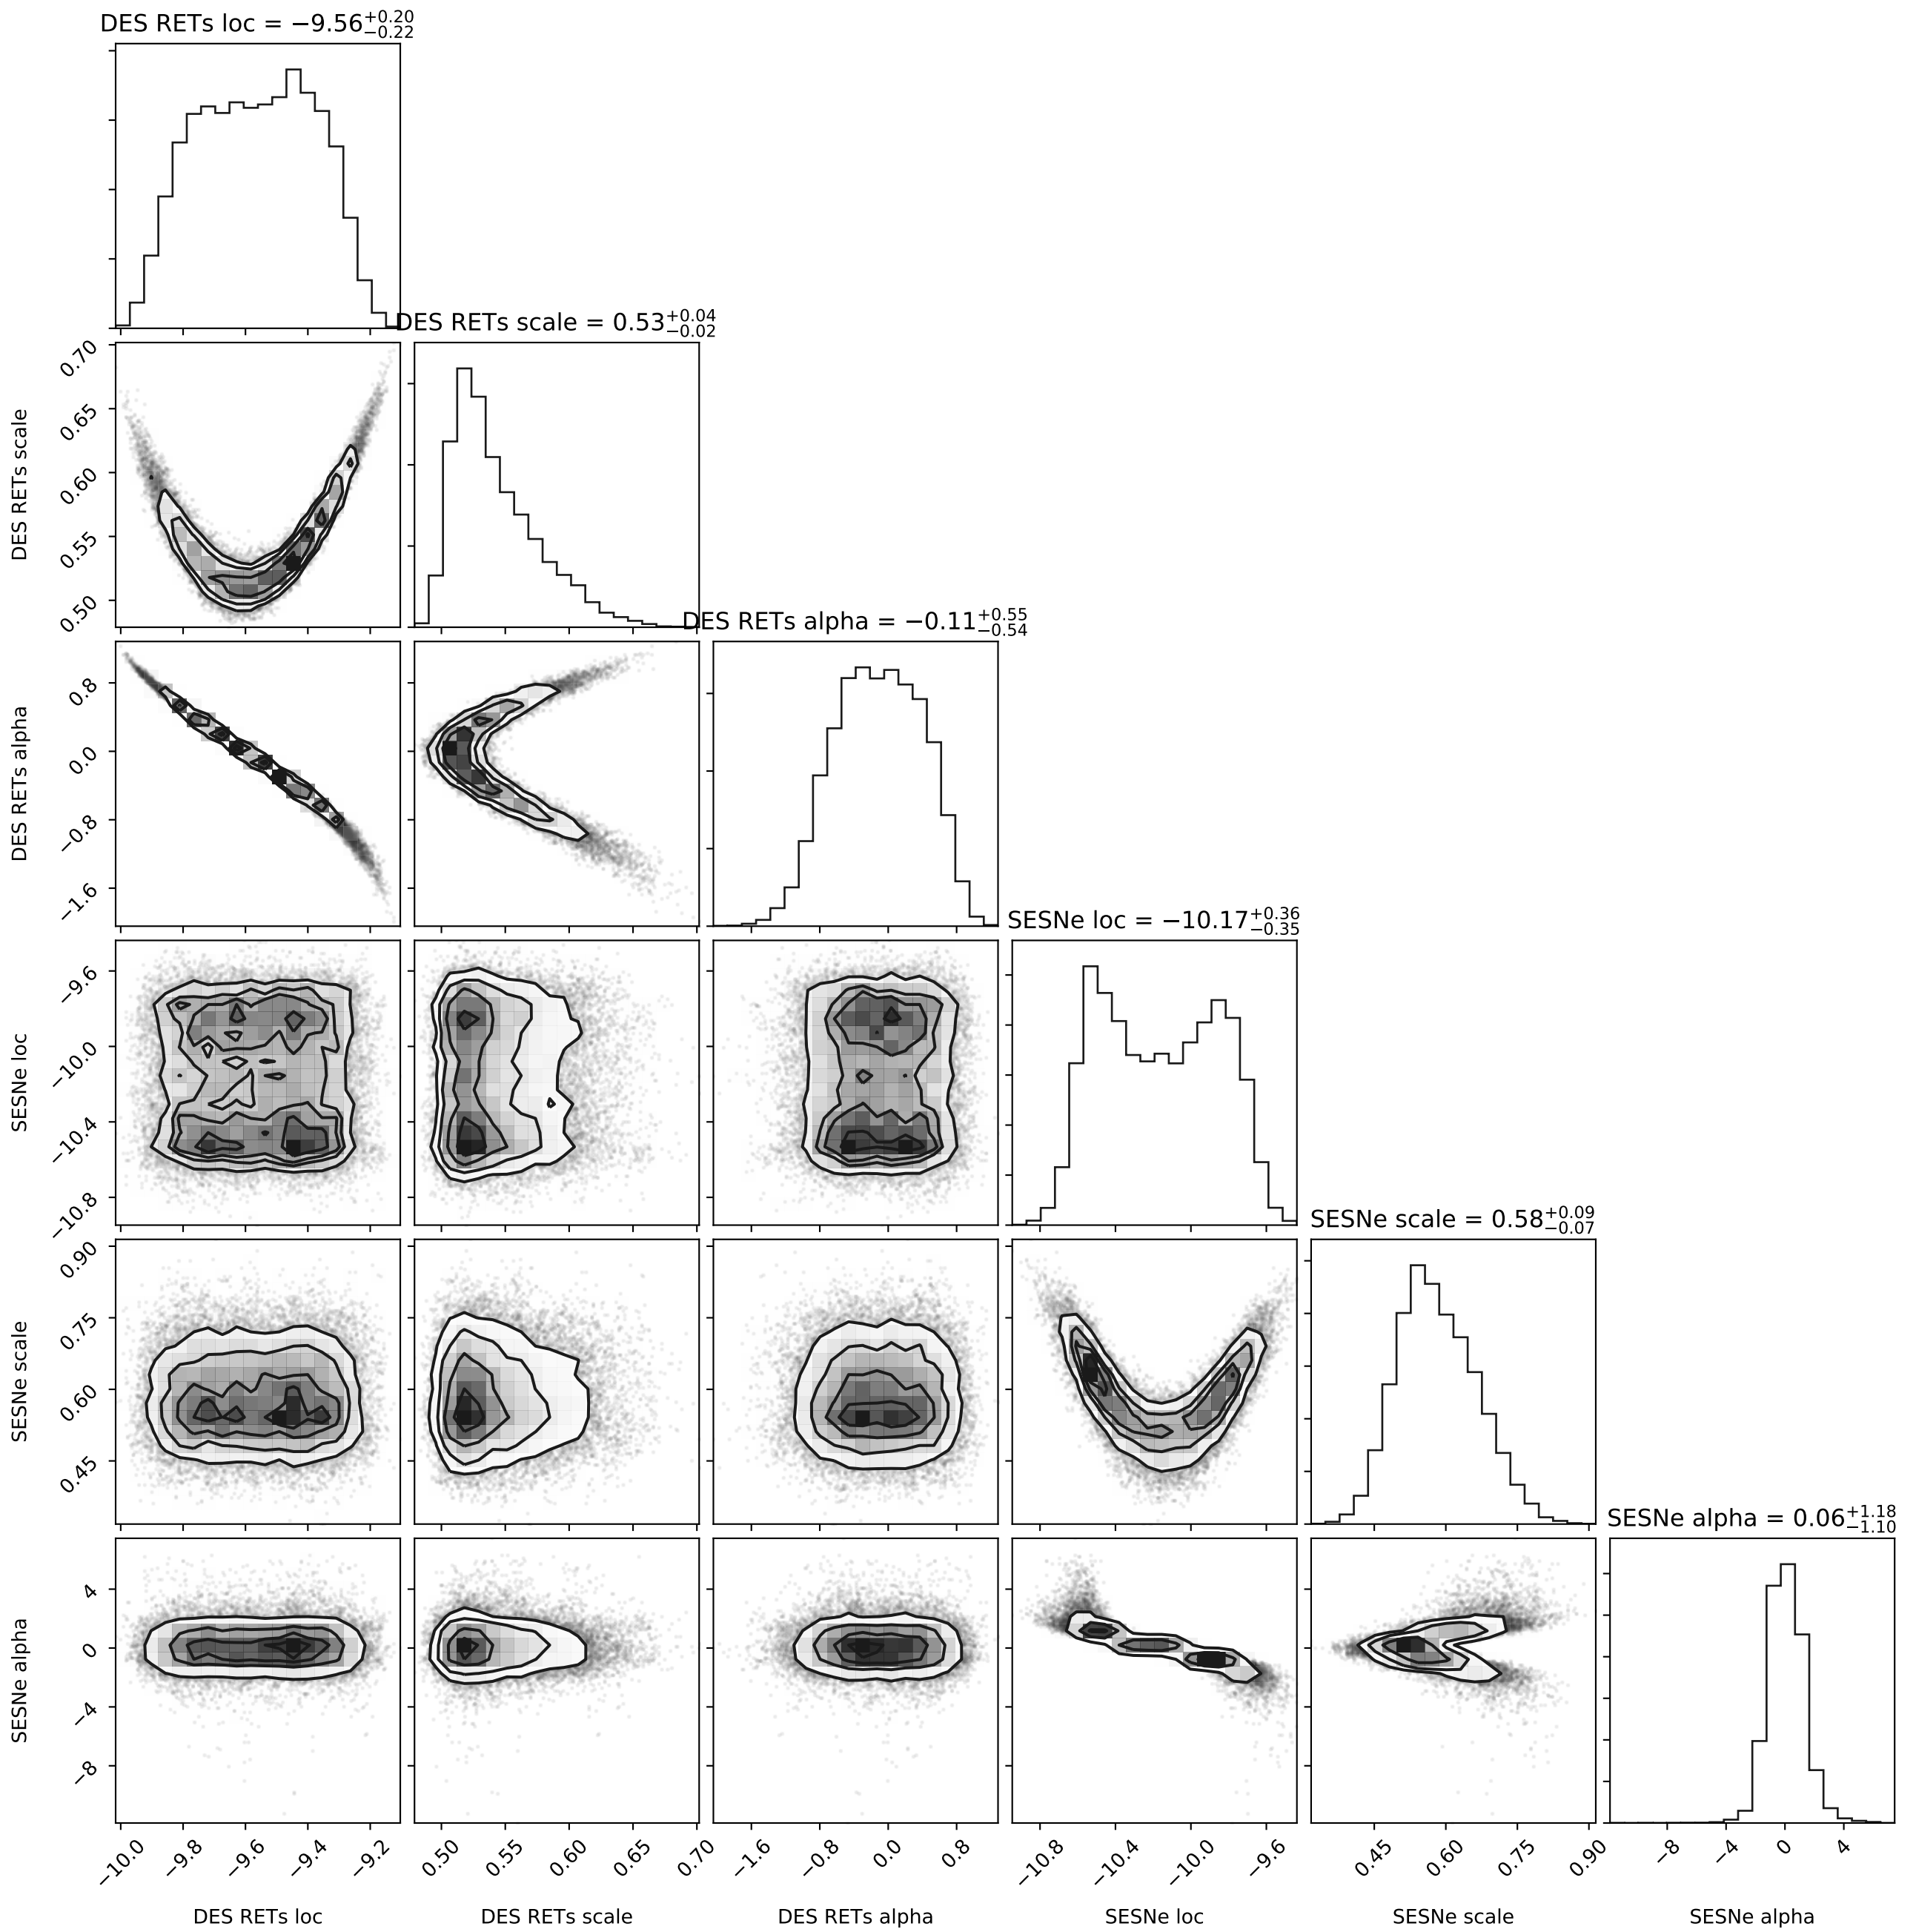 DES RETs loc = −9.56+0.20 −0.22
DES RETs scale = 0.53+0.04 −0.02
0.70
0.65
0.60
0.55
0.50
DES RETs scale
DES RETs alpha = −0.11+0.55 −0.54
0.8
0.0
−0.8
−1.6
DES RETs alpha
SESNe loc = −10.17+0.36 −0.35
−9.6
−10.0
−10.4
−10.8
SESNe loc
SESNe scale = 0.58+0.09 −0.07
0.90
0.75
0.60
0.45
SESNe scale
SESNe alpha = 0.06+1.18 −1.10
4
0
−4
−8
SESNe alpha
−10.0 −9.8 −9.6 −9.4 −9.2 0.50 0.55 0.60 0.65 0.70 −1.6 −0.8 0.0 0.8 −10.8 −10.4 −10.0 −9.6 0.45 0.60 0.75 0.90 −8 −4 0 4
DES RETs loc DES RETs scale DES RETs alpha SESNe loc SESNe scale SESNe alpha